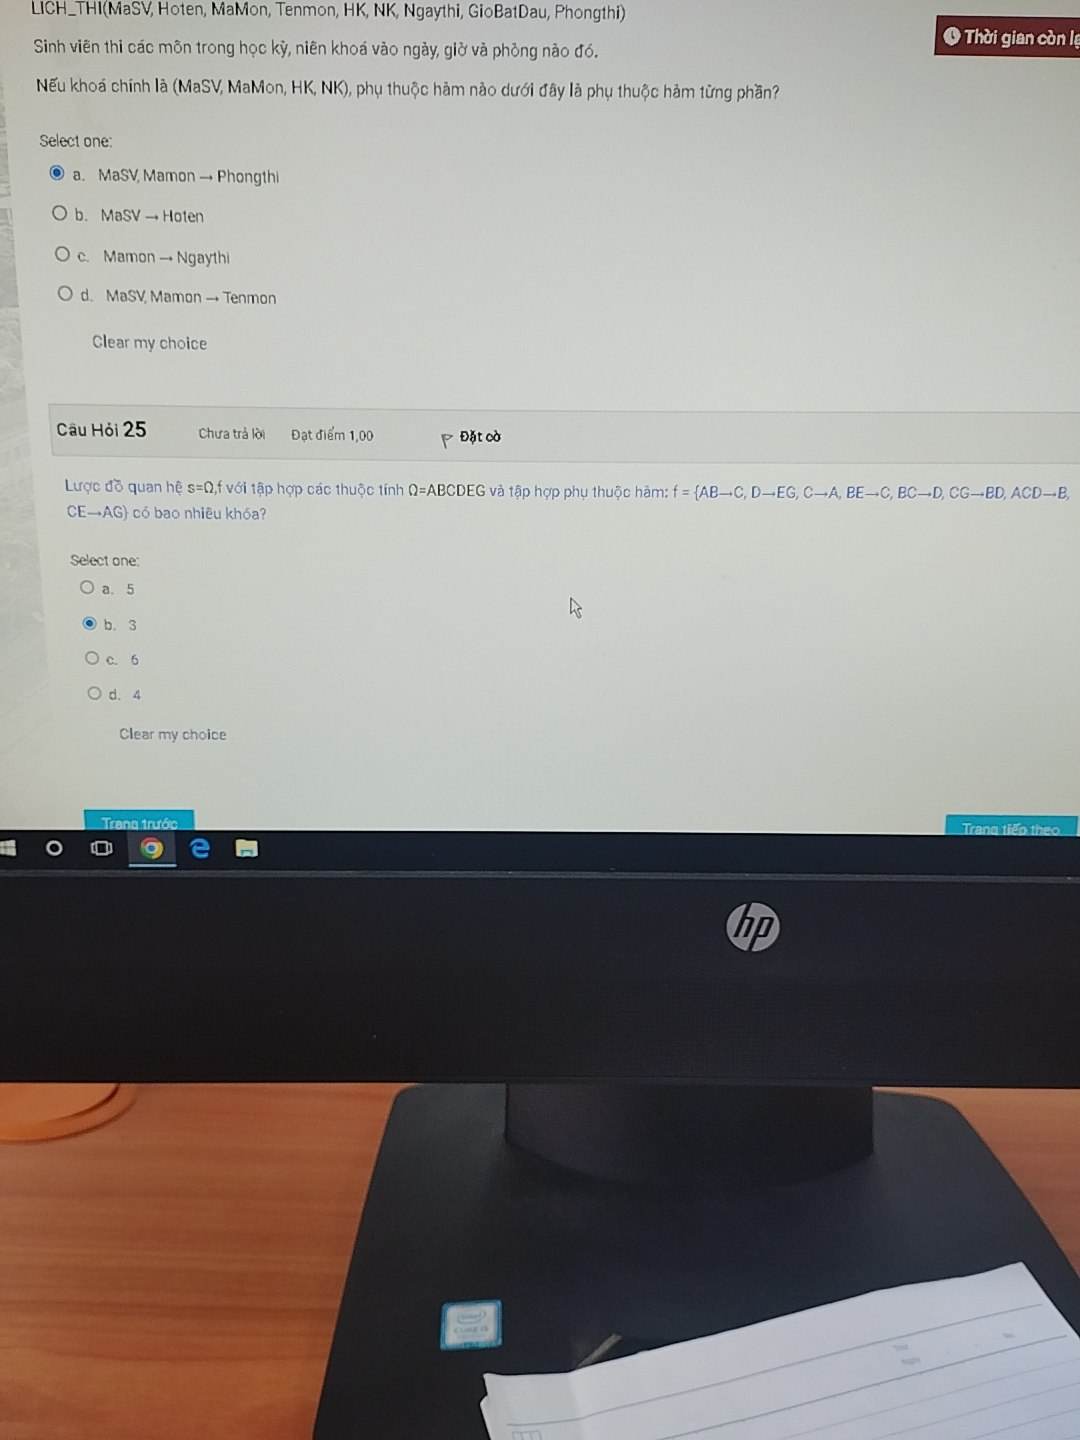 LICH_THI(MaSV, Hoten, MaMon, Tenmon, HK, NK, Ngaythi, GioBatDau, Phongthi)
Thời gian còn lạ
Sinh viên thi các môn trong học kỳ, niên khoá vào ngày, giờ và phòng nào đó.
Nếu khoá chính là (MaSV, MaMon, HK, NK), phụ thuộc hàm nào dưới đây là phụ thuộc hàm từng phần?
Select one:
a. MaSV, Mamon → Phongthi
b. MaSV → Hoten
c. Mamon → Ngaythi
d. MaSV, Mamon → Tenmon
Clear my choice
Câu Hỏi 25 Chưa trả lời Đạt điểm 1,00 Đặt cờ
Lược đồ quan hệ s=Ω,f với tập hợp các thuộc tính Ω=ABCDEG và tập hợp phụ thuộc hàm: f = {AB→C, D→EG, C→A, BE→C, BC→D, CG→BD, ACD→B,
CE→AG} có bao nhiêu khóa?
Select one:
a. 5
b. 3
c. 6
d. 4
Clear my choice
Trang trước
Trang tiếp theo
hp